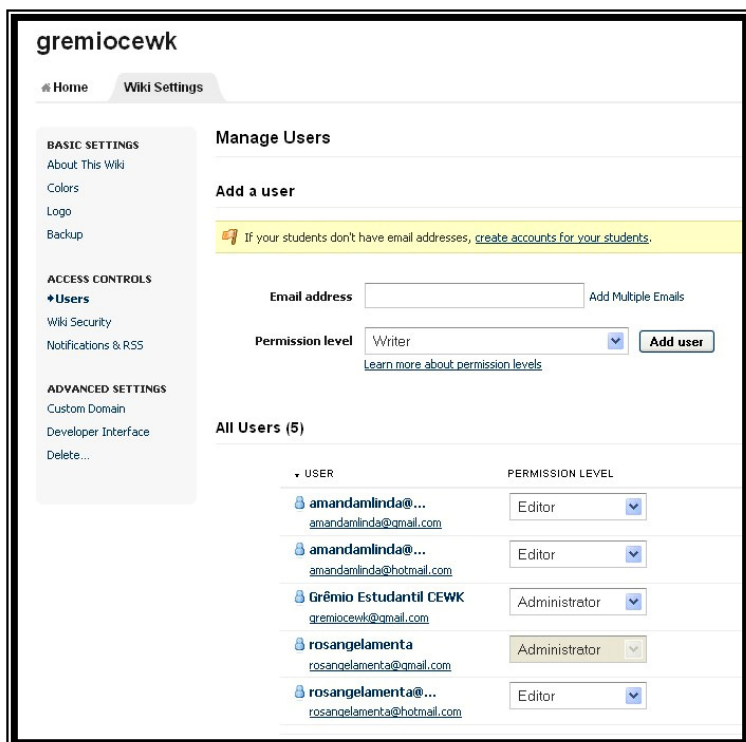 gremiocewk
Home Wiki Settings
BASIC SETTINGS
About This Wiki
Colors
Logo
Backup
ACCESS CONTROLS
Users
Wiki Security
Notifications & RSS
ADVANCED SETTINGS
Custom Domain
Developer Interface
Delete...
Manage Users
Add a user
If your students don't have email addresses, create accounts for your students.
Email address Add Multiple Emails
Permission level Writer Add user
Learn more about permission levels
All Users (5)
USER PERMISSION LEVEL
amandamlinda@... Editor
amandamlinda@gmail.com
amandamlinda@... Editor
amandamlinda@hotmail.com
Grêmio Estudantil CEWK Administrator
gremiocewk@gmail.com
rosangelamenta Administrator
rosangelamenta@gmail.com
rosangelamenta@... Editor
rosangelamenta@hotmail.com